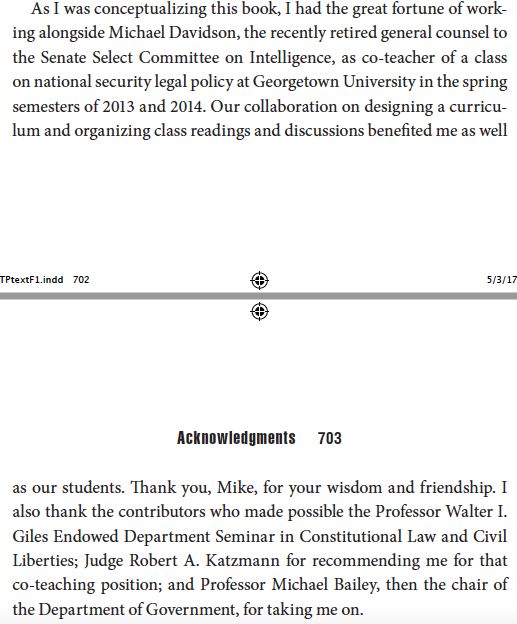 As I was conceptualizing this book, I had the great fortune of work-
ing alongside Michael Davidson, the recently retired general counsel to
the Senate Select Committee on Intelligence, as co-teacher of a class
on national security legal policy at Georgetown University in the spring
semesters of 2013 and 2014. Our collaboration on designing a curricu-
lum and organizing class readings and discussions benefited me as well
TPtextF1.indd 702 5/3/17
Acknowledgments 703
as our students. Thank you, Mike, for your wisdom and friendship. I
also thank the contributors who made possible the Professor Walter I.
Giles Endowed Department Seminar in Constitutional Law and Civil
Liberties; Judge Robert A. Katzmann for recommending me for that
co-teaching position; and Professor Michael Bailey, then the chair of
the Department of Government, for taking me on.